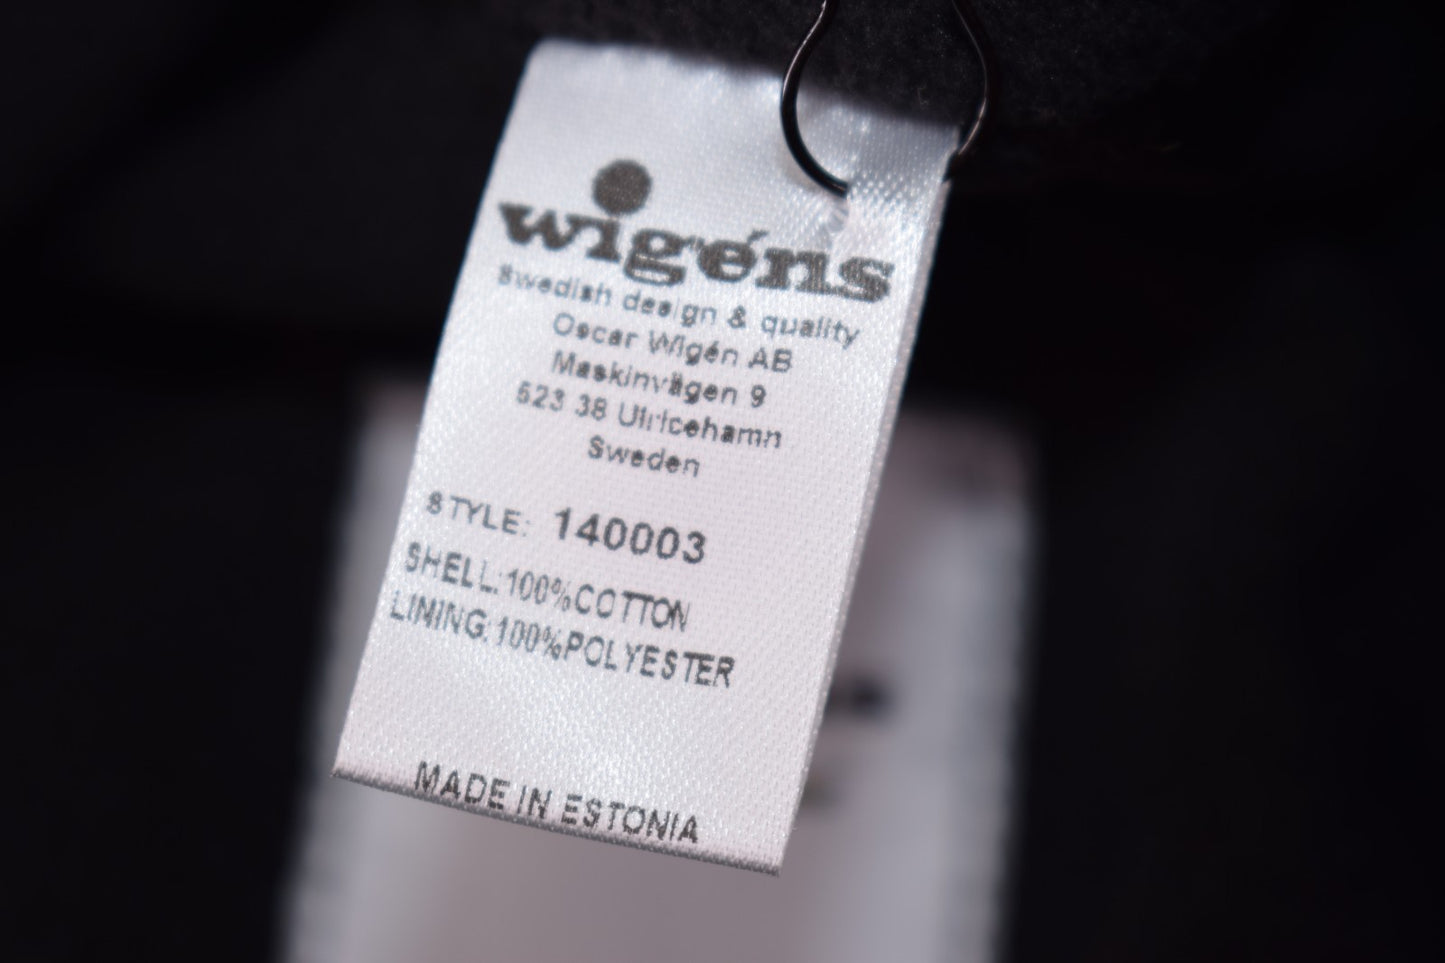 wigéns
Swedish design & quality
Oscar Wigén AB
Maskinvägen 9
523 38 Ulricehamn
Sweden
STYLE: 140003
SHELL:100%COTTON
LINING:100%POLYESTER
MADE IN ESTONIA